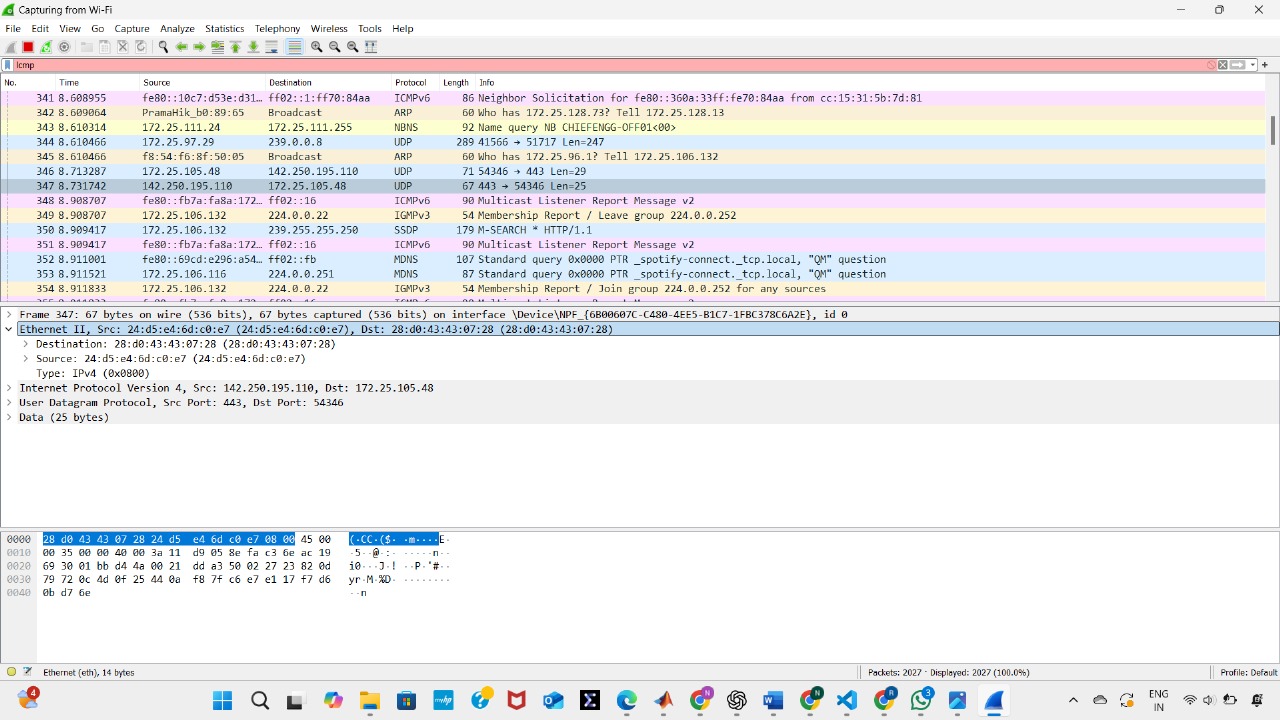 Capturing from Wi-Fi
File Edit View Go Capture Analyze Statistics Telephony Wireless Tools Help
lcmp
No. Time Source Destination Protocol Length Info
341 8.608955 fe80::10c7:d53e:d31… ff02::1:ff70:84aa ICMPv6 86 Neighbor Solicitation for fe80::360a:33ff:fe70:84aa from cc:15:31:5b:7d:81
342 8.609064 PramaHik_b0:89:65 Broadcast ARP 60 Who has 172.25.128.73? Tell 172.25.128.13
343 8.610314 172.25.111.24 172.25.111.255 NBNS 92 Name query NB CHIEFENGG-OFF01<00>
344 8.610466 172.25.97.29 239.0.0.8 UDP 289 41566 → 51717 Len=247
345 8.610466 f8:54:f6:8f:50:05 Broadcast ARP 60 Who has 172.25.96.1? Tell 172.25.106.132
346 8.713287 172.25.105.48 142.250.195.110 UDP 71 54346 → 443 Len=29
347 8.731742 142.250.195.110 172.25.105.48 UDP 67 443 → 54346 Len=25
348 8.908707 fe80::fb7a:fa8a:172… ff02::16 ICMPv6 90 Multicast Listener Report Message v2
349 8.908707 172.25.106.132 224.0.0.22 IGMPv3 54 Membership Report / Leave group 224.0.0.252
350 8.909417 172.25.106.132 239.255.255.250 SSDP 179 M-SEARCH * HTTP/1.1
351 8.909417 fe80::fb7a:fa8a:172… ff02::16 ICMPv6 90 Multicast Listener Report Message v2
352 8.911001 fe80::69cd:e296:a54… ff02::fb MDNS 107 Standard query 0x0000 PTR _spotify-connect._tcp.local, "QM" question
353 8.911521 172.25.106.116 224.0.0.251 MDNS 87 Standard query 0x0000 PTR _spotify-connect._tcp.local, "QM" question
354 8.911833 172.25.106.132 224.0.0.22 IGMPv3 54 Membership Report / Join group 224.0.0.252 for any sources
Frame 347: 67 bytes on wire (536 bits), 67 bytes captured (536 bits) on interface \Device\NPF_{6B00607C-C480-4EE5-B1C7-1FBC378C6A2E}, id 0
Ethernet II, Src: 24:d5:e4:6d:c0:e7 (24:d5:e4:6d:c0:e7), Dst: 28:d0:43:43:07:28 (28:d0:43:43:07:28)
Destination: 28:d0:43:43:07:28 (28:d0:43:43:07:28)
Source: 24:d5:e4:6d:c0:e7 (24:d5:e4:6d:c0:e7)
Type: IPv4 (0x0800)
Internet Protocol Version 4, Src: 142.250.195.110, Dst: 172.25.105.48
User Datagram Protocol, Src Port: 443, Dst Port: 54346
Data (25 bytes)
0000 28 d0 43 43 07 28 24 d5 e4 6d c0 e7 08 00 45 00 (·CC·($· ·m····E·
0010 00 35 00 00 40 00 3a 11 d9 05 8e fa c3 6e ac 19 ·5··@·:· ·····n··
0020 69 30 01 bb d4 4a 00 21 dd a3 50 02 27 23 82 0d i0···J·! ··P·'#··
0030 79 72 0c 4d 0f 25 44 0a f8 7f c6 e7 e1 17 f7 d6 yr·M·%D· ········
0040 0b d7 6e ··n
Ethernet (eth), 14 bytes Packets: 2027 · Displayed: 2027 (100.0%) Profile: Default
4 myhp N N R 3 ENG
IN